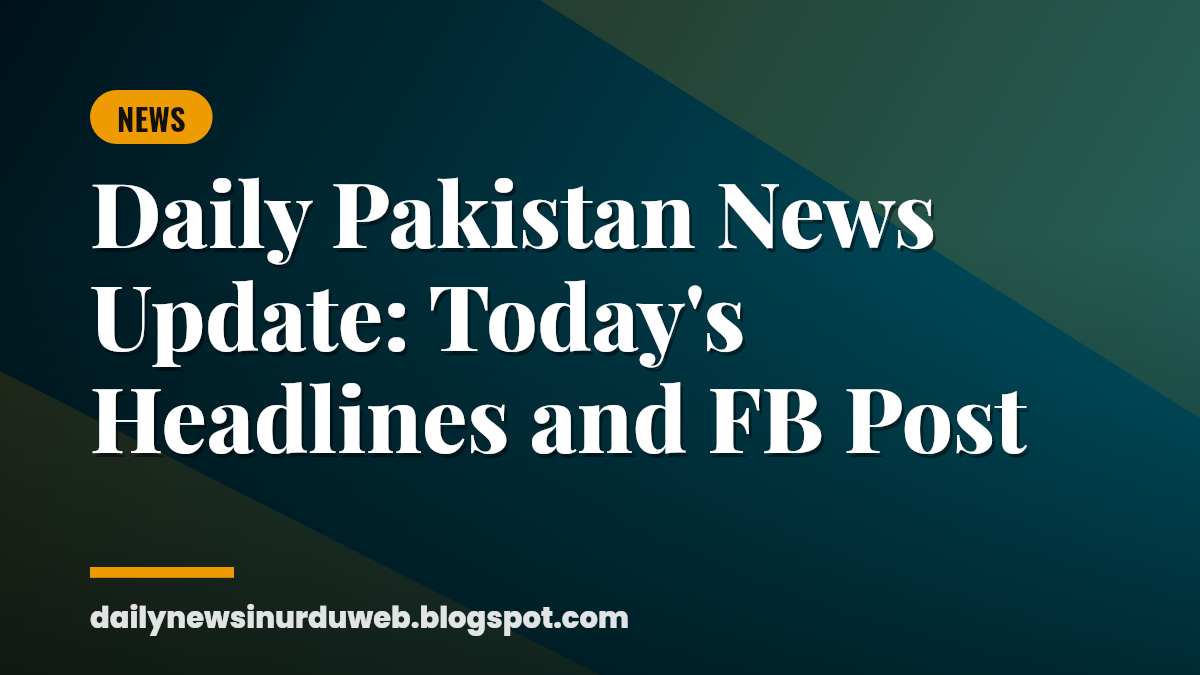 NEWS
Daily Pakistan News
Update: Today's
Headlines and FB Post
dailynewsinurduweb.blogspot.com